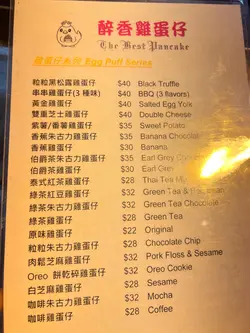 醉香雞蛋仔
The Best Pancake
雞蛋仔系列 Egg Puff Series
粒粒黑松露雞蛋仔 $40 Black Truffle
串串雞蛋仔(3 種味) $40 BBQ (3 flavors)
黃金雞蛋仔 $40 Salted Egg Yolk
雙重芝士雞蛋仔 $40 Double Cheese
紫薯/番薯雞蛋仔 $35 Sweet Potato
香蕉朱古力雞蛋仔 $35 Banana Chocolate
香蕉雞蛋仔 $30 Banana
伯爵茶朱古力雞蛋仔 $35 Earl Grey
伯爵茶雞蛋仔 $30 Earl Grey
泰式紅茶雞蛋仔 $28 Thai Tea
綠茶紅豆雞蛋仔 $32 Green Tea &
綠茶朱古力雞蛋仔 $32 Green Tea Chocolate
綠茶雞蛋仔 $28 Green Tea
原味雞蛋仔 $22 Original
粒粒朱古力雞蛋仔 $28 Chocolate Chip
肉鬆芝麻雞蛋仔 $32 Pork Floss & Sesame
Oreo 餅乾碎雞蛋仔 $32 Oreo Cookie
白芝麻雞蛋仔 $28 Sesame
咖啡朱古力雞蛋仔 $32 Mocha
咖啡雞蛋仔 $28 Coffee